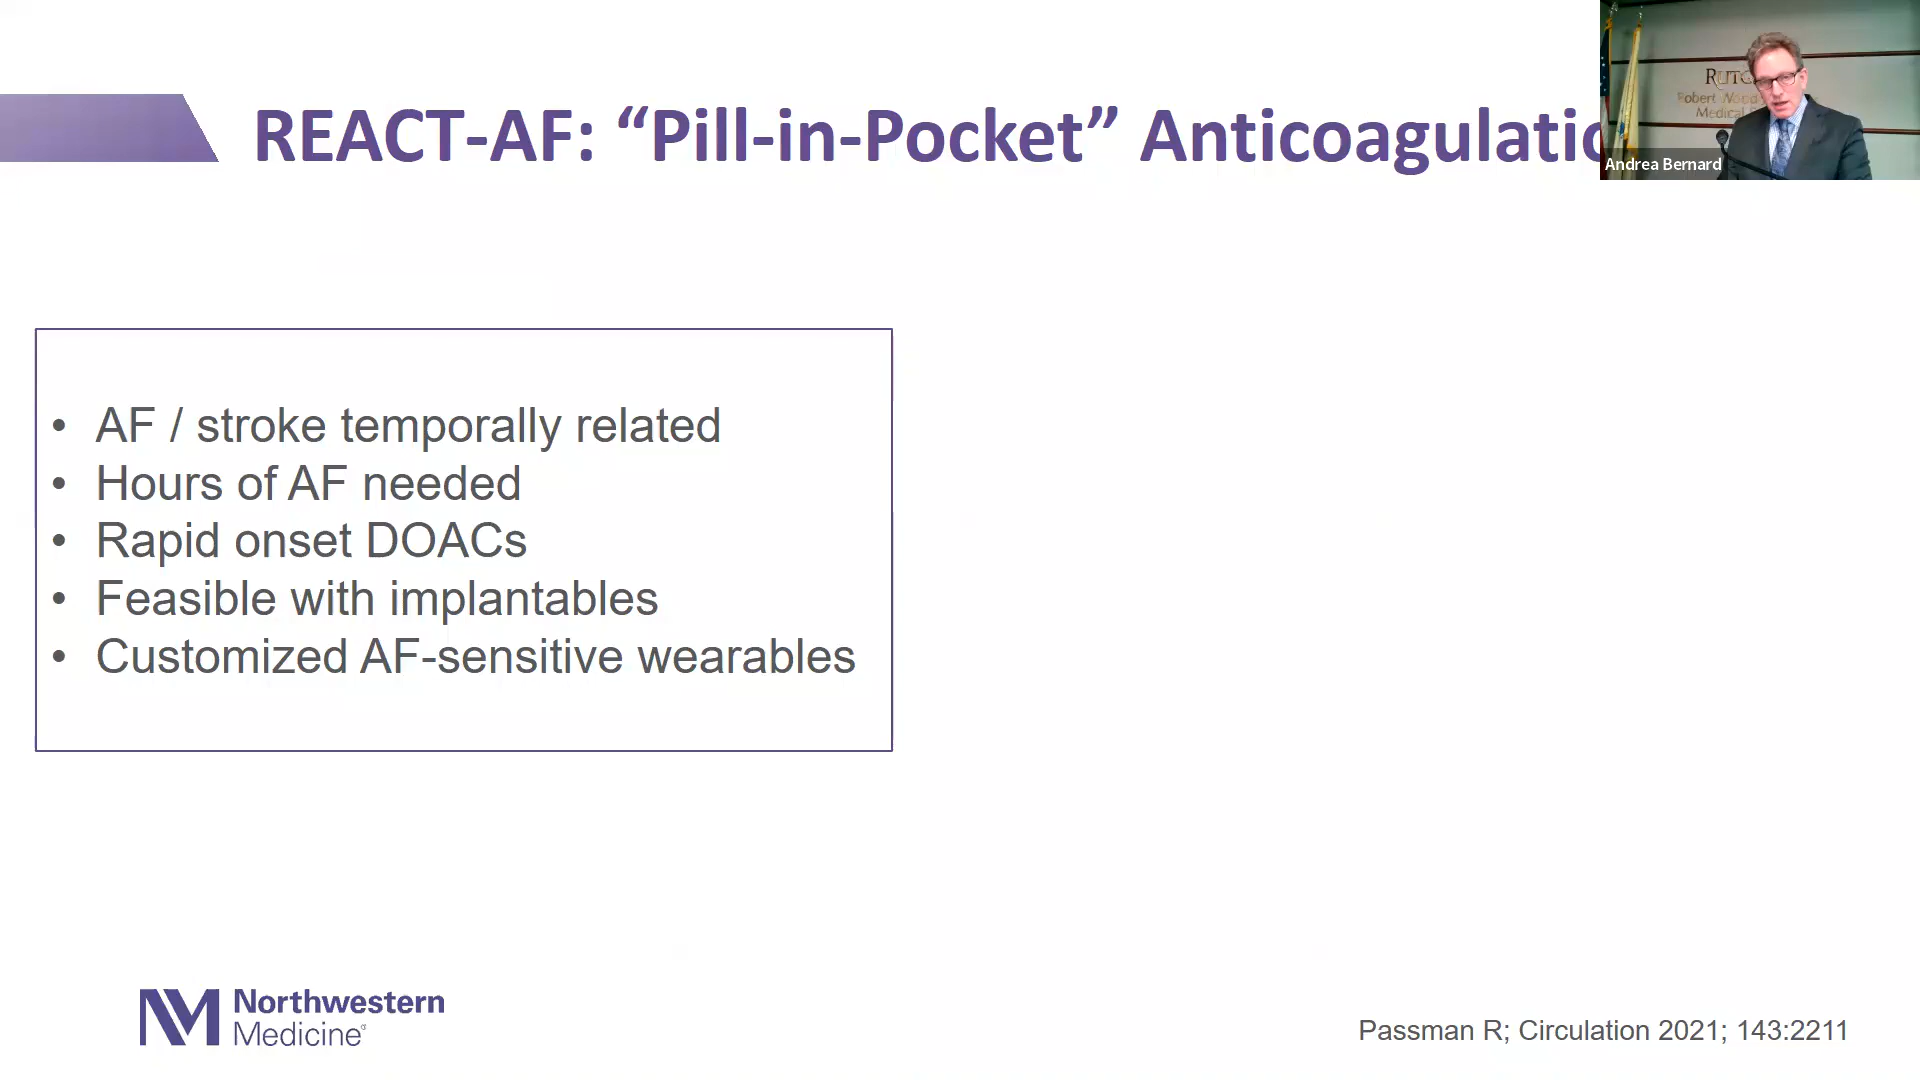 REACT-AF: “Pill-in-Pocket” Anticoagulatio
Andrea Bernard
• AF / stroke temporally related
• Hours of AF needed
• Rapid onset DOACs
• Feasible with implantables
• Customized AF-sensitive wearables
Northwestern
Medicine
Passman R; Circulation 2021; 143:2211